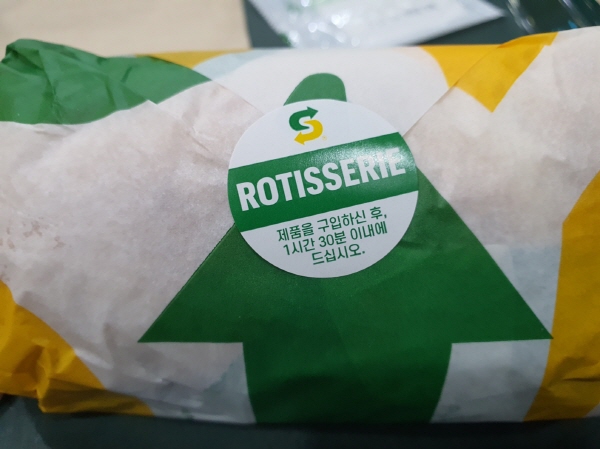 ROTISSERIE
제품을 구입하신 후,
1시간 30분 이내에
드십시오.